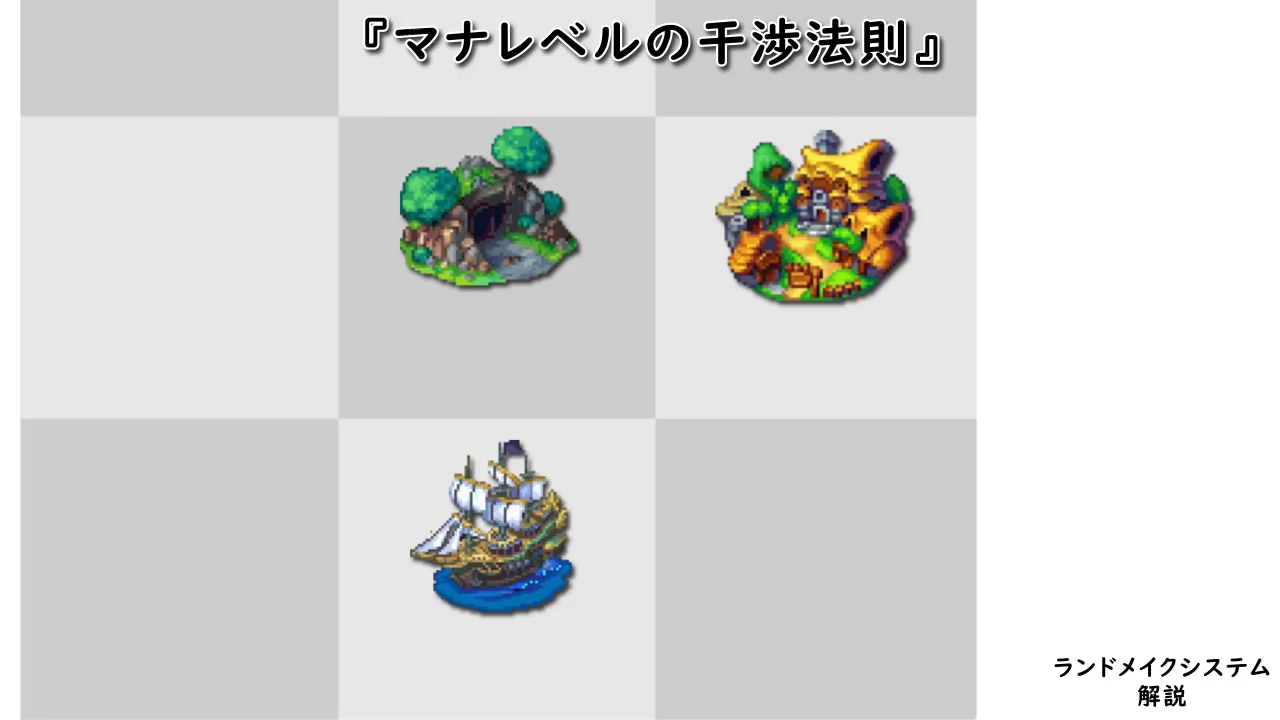 『マナレベルの干渉法則』
ランドメイクシステム
解説